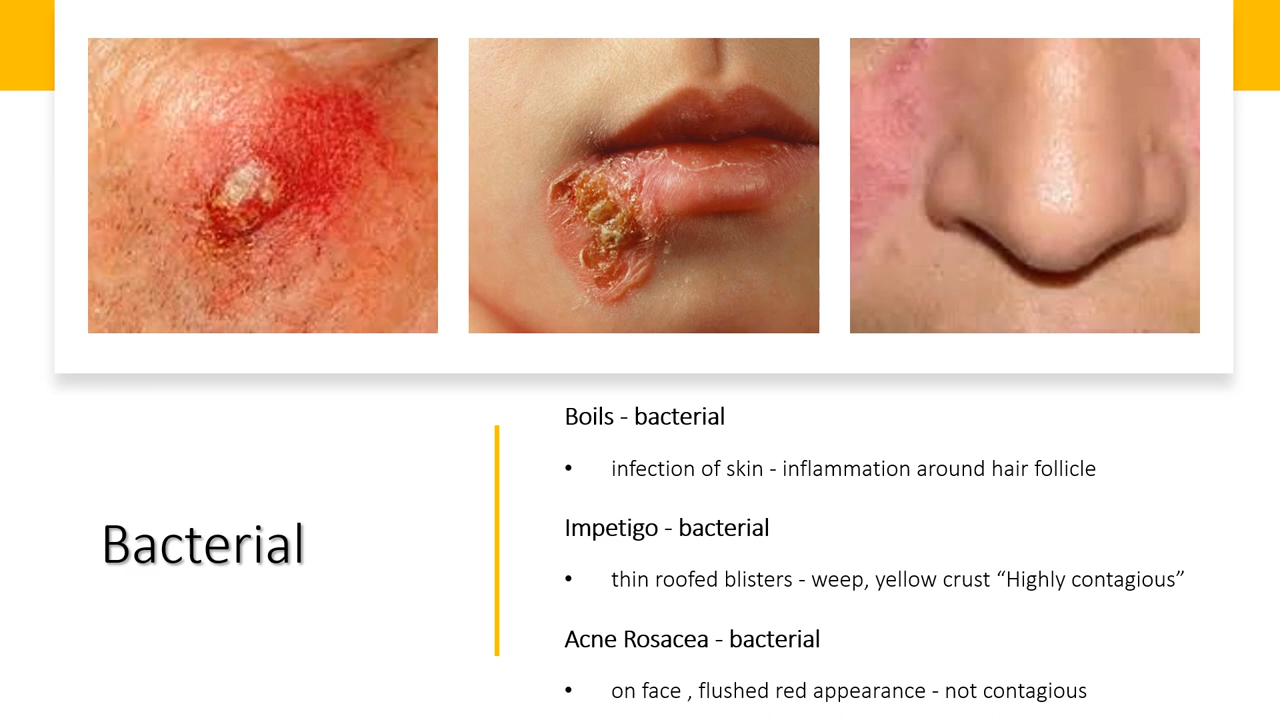 Bacterial
Boils - bacterial
• infection of skin - inflammation around hair follicle
Impetigo - bacterial
• thin roofed blisters - weep, yellow crust “Highly contagious”
Acne Rosacea - bacterial
• on face , flushed red appearance - not contagious